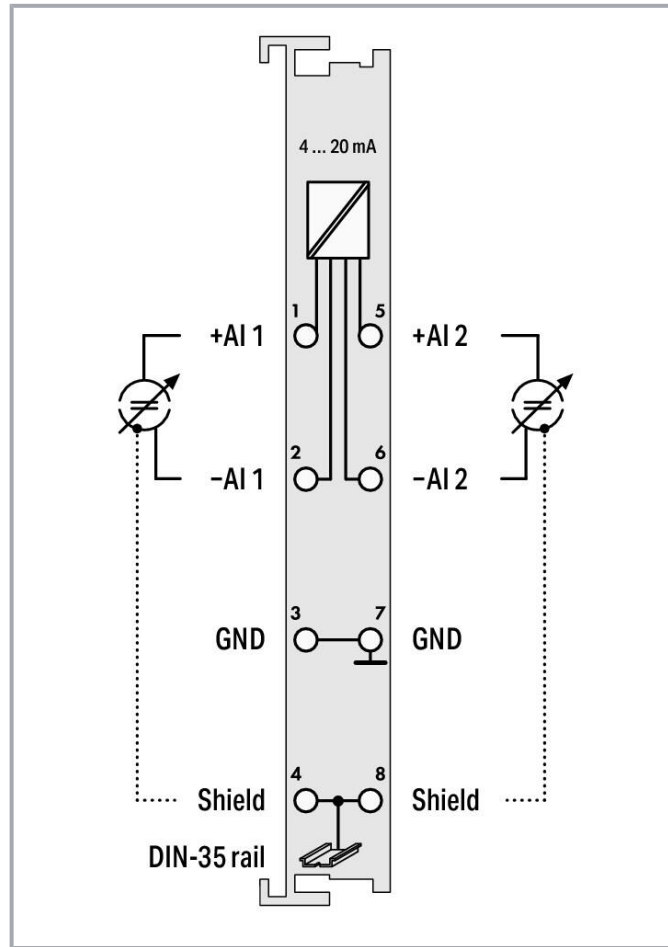 4 ... 20 mA
1 5
+AI 1 +AI 2
2 6
−AI 1 −AI 2
3 7
GND GND
4 8
Shield Shield
DIN-35 rail